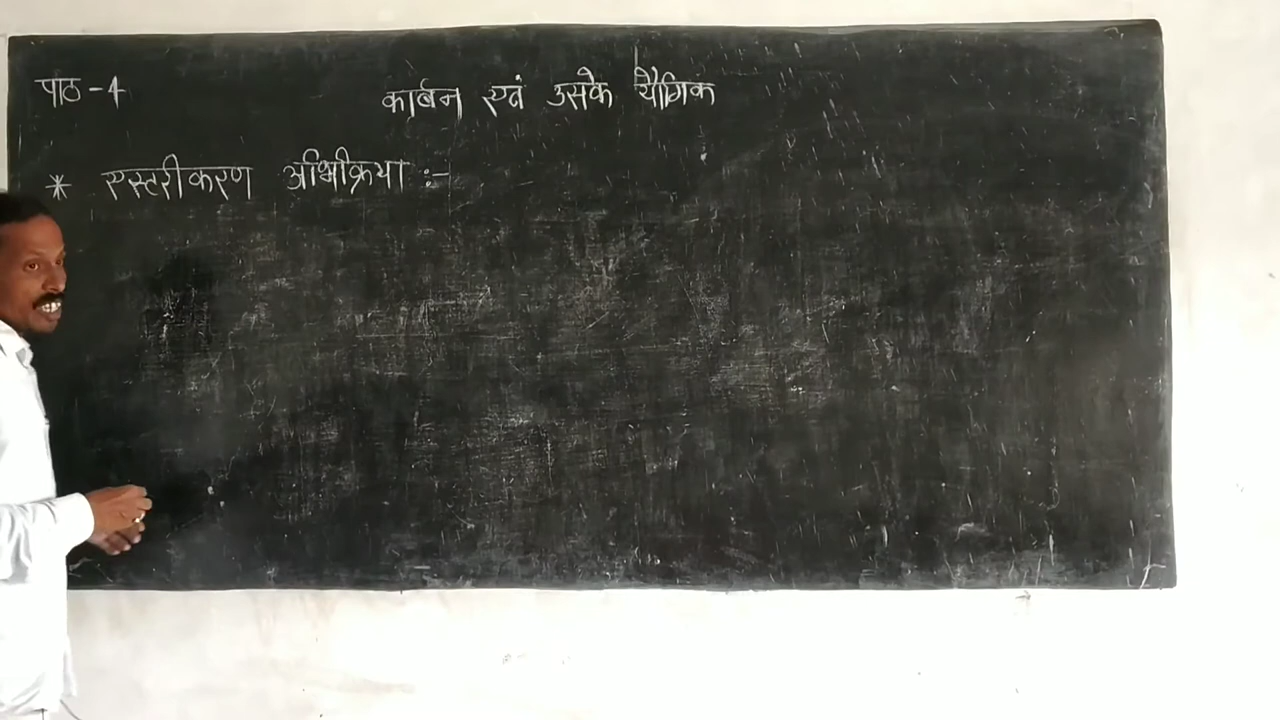 पाठ - 4
कार्बन एवं उसके यौगिक
* एस्टरीकरण अभिक्रिया :-